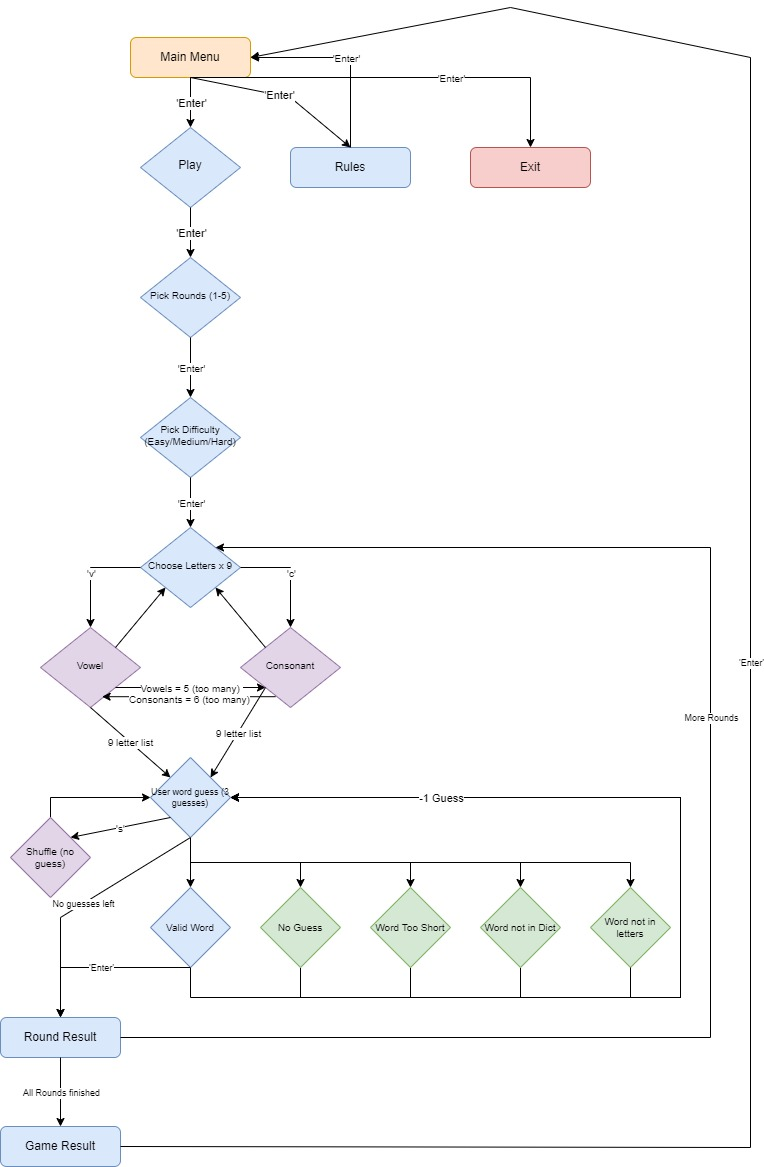 Main Menu
'Enter'
'Enter'
'Enter'
'Enter'
Play
Rules
Exit
'Enter'
Pick Rounds (1-5)
'Enter'
Pick Difficulty
(Easy/Medium/Hard)
'Enter'
Choose Letters x 9
'v'
'c'
Vowel
Consonant
'Enter'
Vowels = 5 (too many)
Consonants = 6 (too many)
More Rounds
9 letter list
9 letter list
User word guess (3
guesses)
-1 Guess
's'
Shuffle (no
guess)
No guesses left
Valid Word
No Guess
Word Too Short
Word not in Dict
Word not in
letters
'Enter'
Round Result
All Rounds finished
Game Result